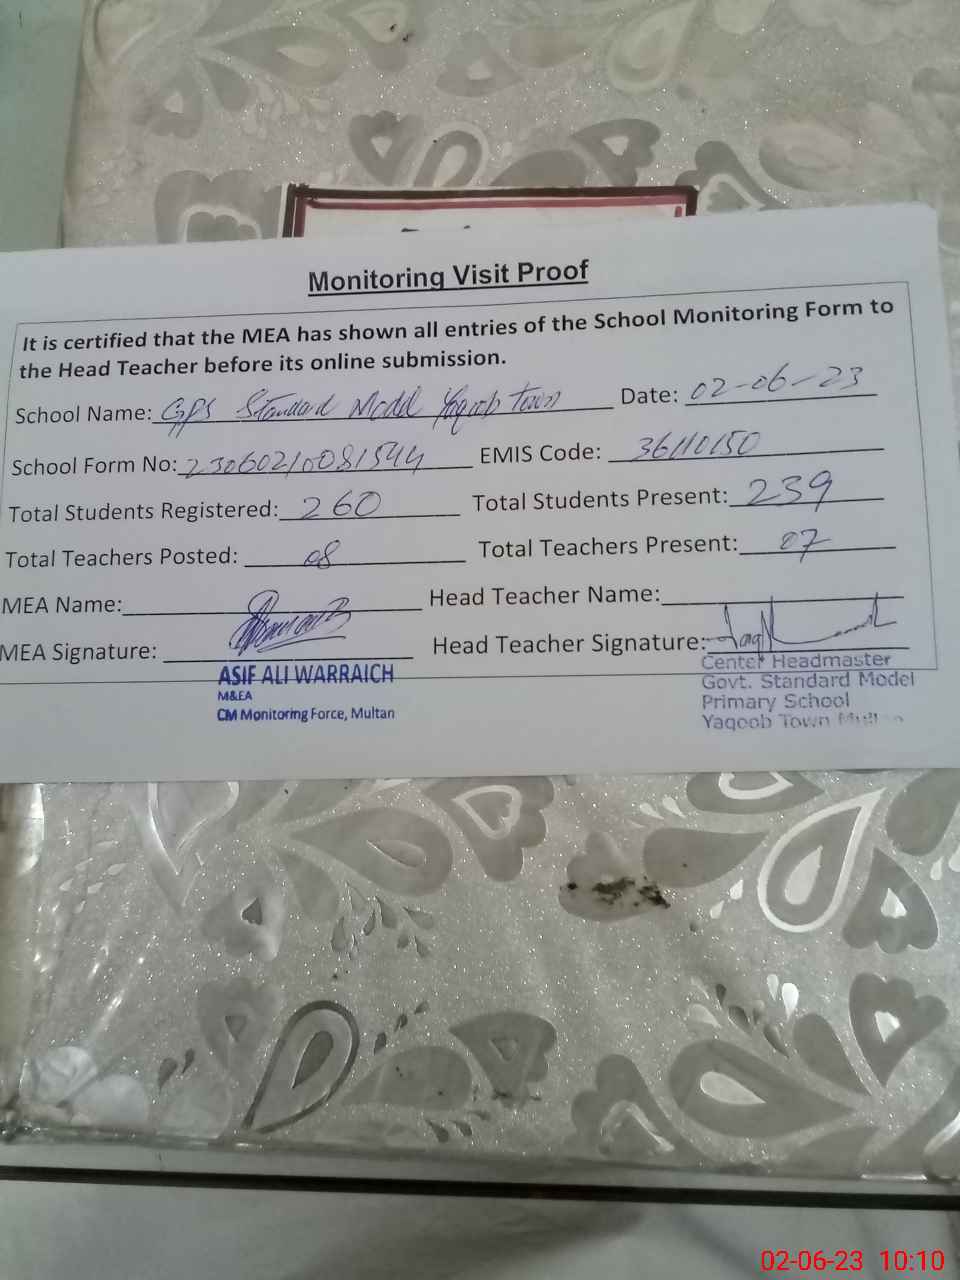 Monitoring Visit Proof
It is certified that the MEA has shown all entries of the School Monitoring Form to
the Head Teacher before its online submission.
School Name: GPS Standard Model Yaqoob Town Date: 02-06-23
School Form No: 23060210081544 EMIS Code: 36110150
Total Students Registered: 260 Total Students Present: 239
Total Teachers Posted: 08 Total Teachers Present: 07
MEA Name: Head Teacher Name:
MEA Signature: Head Teacher Signature:
ASIF ALI WARRAICH
M&EA
CM Monitoring Force, Multan
Center Headmaster
Govt. Standard Model
Primary School
Yaqoob Town Multan
02-06-23 10:10